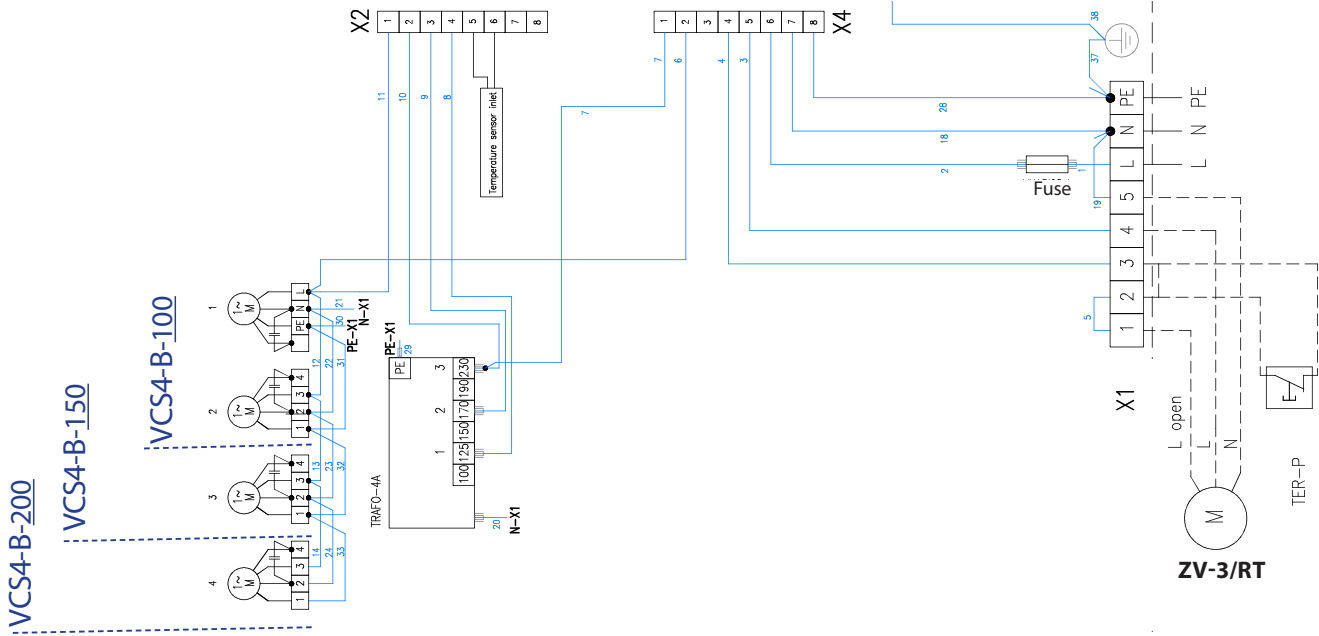 X2
1
2
3
4
5
6
7
8
11
10
9
8
Temperature sensor inlet
1
2
3
4
5
6
7
8
X4
7
6
4
3
7
28
18
2
1
19
37
38
Fuse
PE
N
L
5
4
3
2
1
X1
PE
N
L
5
L open
L
N
M
ZV-3/RT
TER-P
VCS4-B-100
VCS4-B-150
VCS4-B-200
1
1~
M
PE
N
L
21
30
N-X1
PE-X1
12
22
31
2
1~
M
1
2
3
4
13
23
32
3
1~
M
1
2
3
4
14
24
33
4
1~
M
1
2
3
4
PE-X1
29
PE
TRAFO-4A
3
2
1
230
190
170
150
125
100
20
N-X1